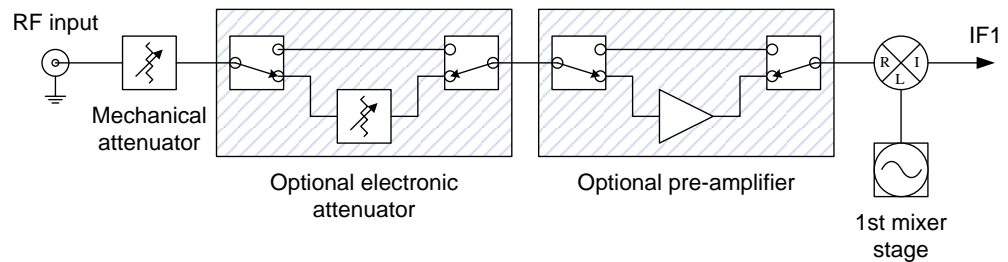 RF input
IF1
R
I
L
Mechanical
attenuator
Optional electronic
attenuator
Optional pre-amplifier
1st mixer
stage